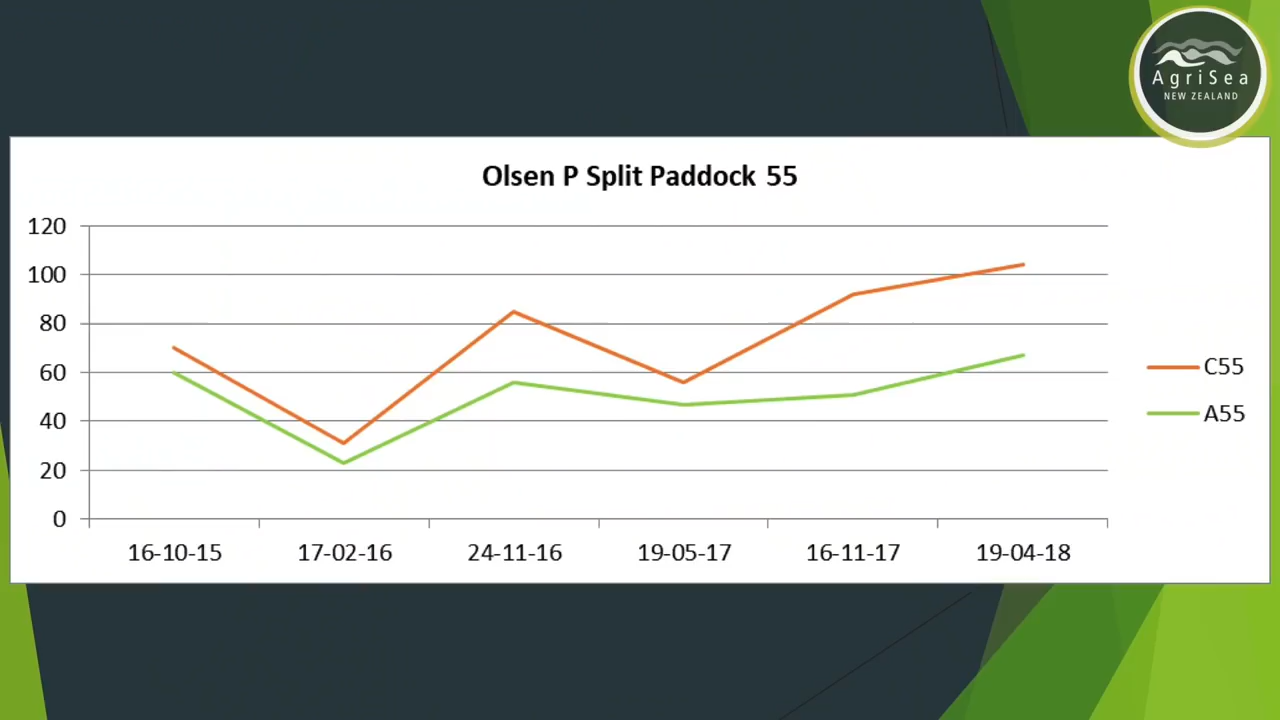 AgriSea
NEW ZEALAND
Olsen P Split Paddock 55
120
100
80
60
40
20
0
16-10-15 17-02-16 24-11-16 19-05-17 16-11-17 19-04-18
C55
A55